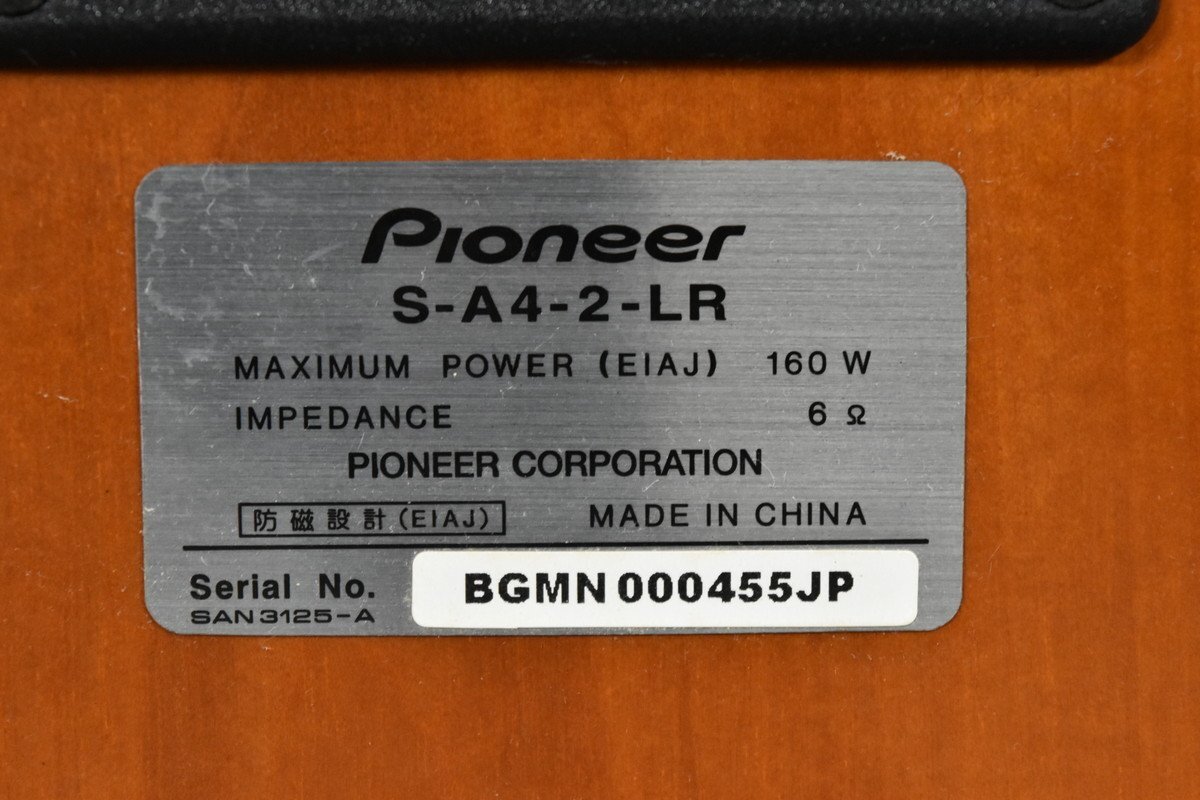 Pioneer
S-A4-2-LR
MAXIMUM POWER (EIAJ) 160 W
IMPEDANCE 6 Ω
PIONEER CORPORATION
防磁設計(EIAJ) MADE IN CHINA
Serial No. BGMN000455JP
SAN3125-A